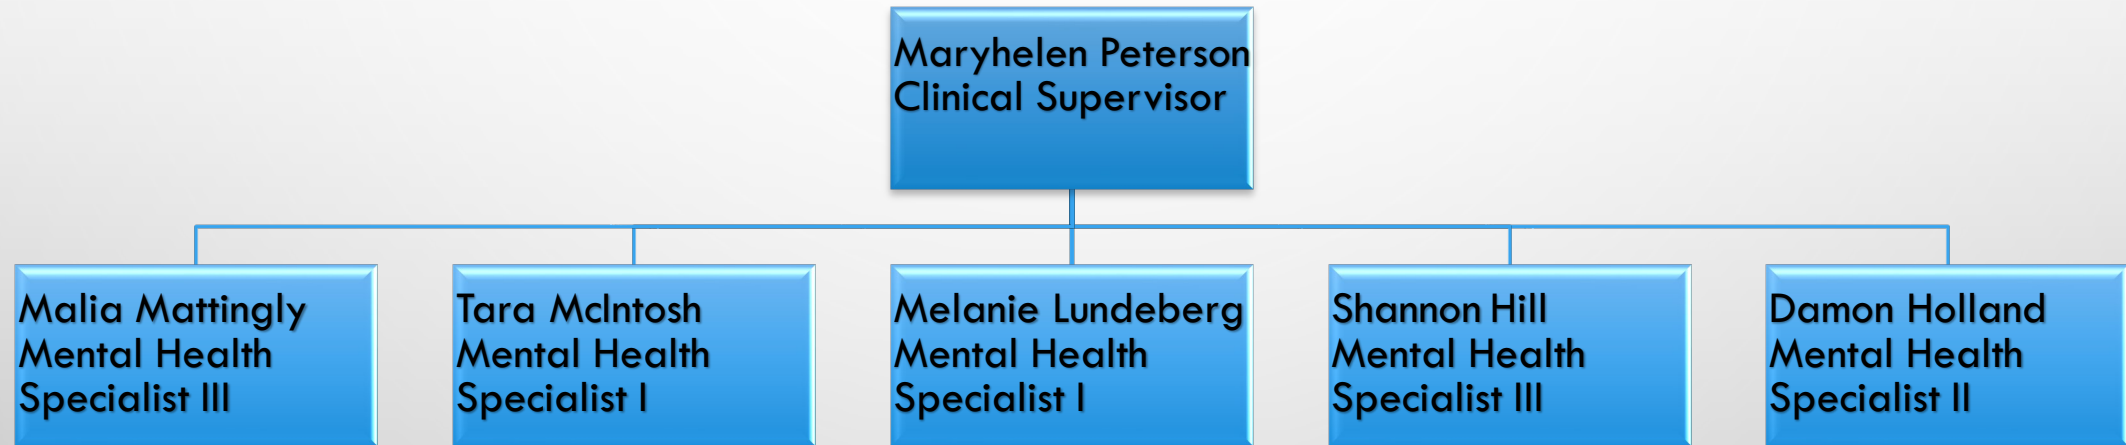 Maryhelen Peterson
Clinical Supervisor
Malia Mattingly
Mental Health
Specialist III
Tara McIntosh
Mental Health
Specialist I
Melanie Lundeberg
Mental Health
Specialist I
Shannon Hill
Mental Health
Specialist III
Damon Holland
Mental Health
Specialist II